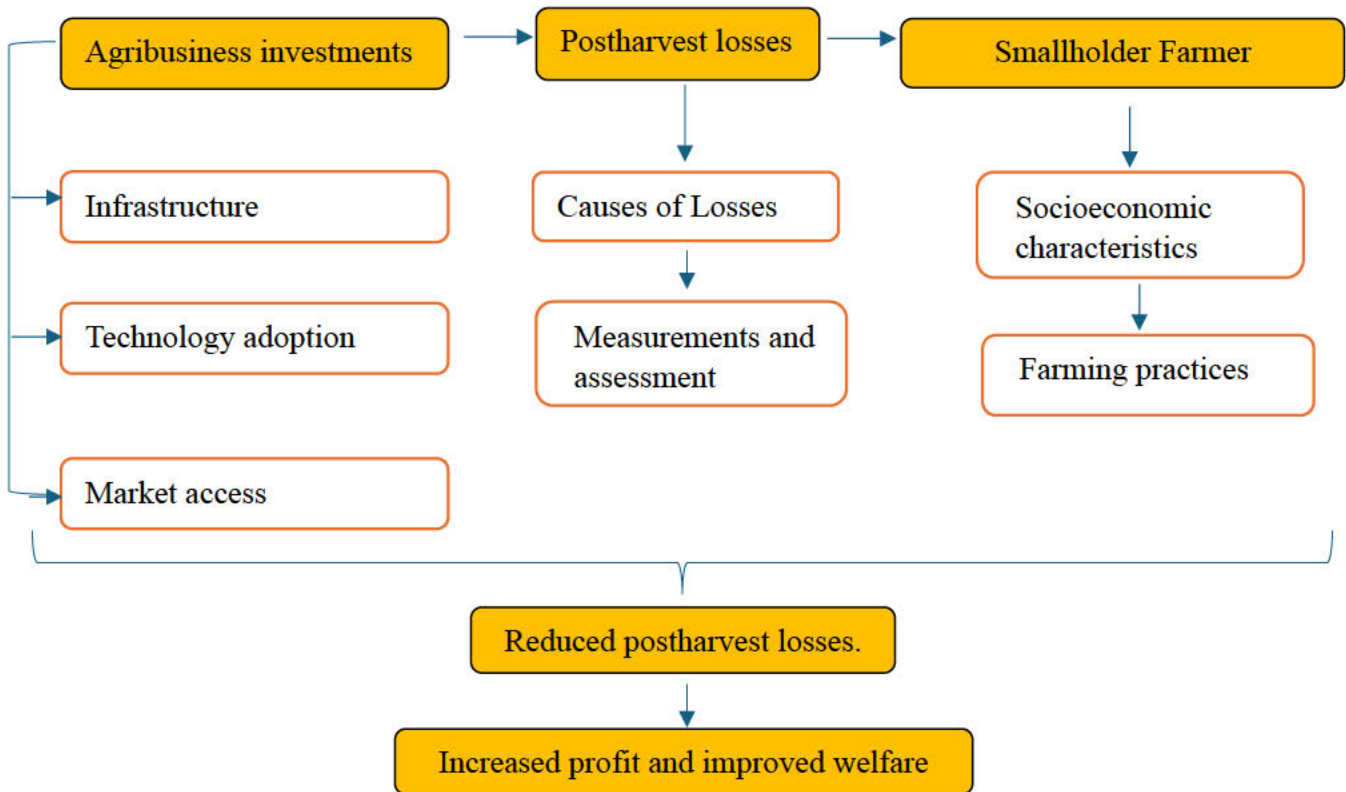 Agribusiness investments
Postharvest losses
Smallholder Farmer
Infrastructure
Technology adoption
Market access
Causes of Losses
Measurements and
assessment
Socioeconomic
characteristics
Farming practices
Reduced postharvest losses.
Increased profit and improved welfare